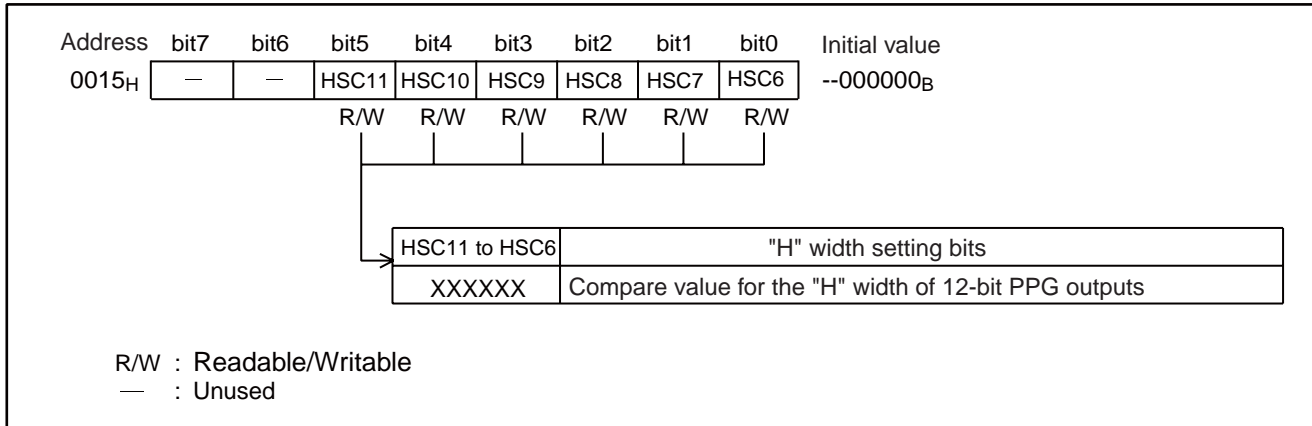 Address bit7 bit6 bit5 bit4 bit3 bit2 bit1 bit0 Initial value
0015H — — HSC11 HSC10 HSC9 HSC8 HSC7 HSC6 --000000B
R/W R/W R/W R/W R/W R/W
HSC11 to HSC6 "H" width setting bits
XXXXXX Compare value for the "H" width of 12-bit PPG outputs
R/W : Readable/Writable
— : Unused